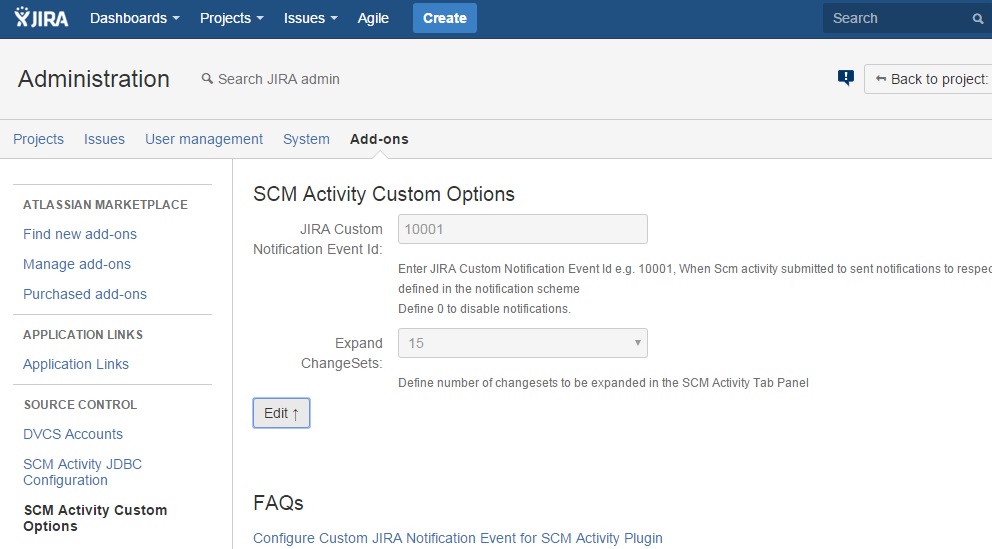 JIRA Dashboards Projects Issues Agile Create Search
Administration Search JIRA admin Back to project:
Projects Issues User management System Add-ons
ATLASSIAN MARKETPLACE
Find new add-ons
Manage add-ons
Purchased add-ons
APPLICATION LINKS
Application Links
SOURCE CONTROL
DVCS Accounts
SCM Activity JDBC
Configuration
SCM Activity Custom
Options
SCM Activity Custom Options
JIRA Custom
Notification Event Id:
10001
Enter JIRA Custom Notification Event Id e.g. 10001, When Scm activity submitted to sent notifications to respec
defined in the notification scheme
Define 0 to disable notifications.
Expand
ChangeSets:
15
Define number of changesets to be expanded in the SCM Activity Tab Panel
Edit ↑
FAQs
Configure Custom JIRA Notification Event for SCM Activity Plugin